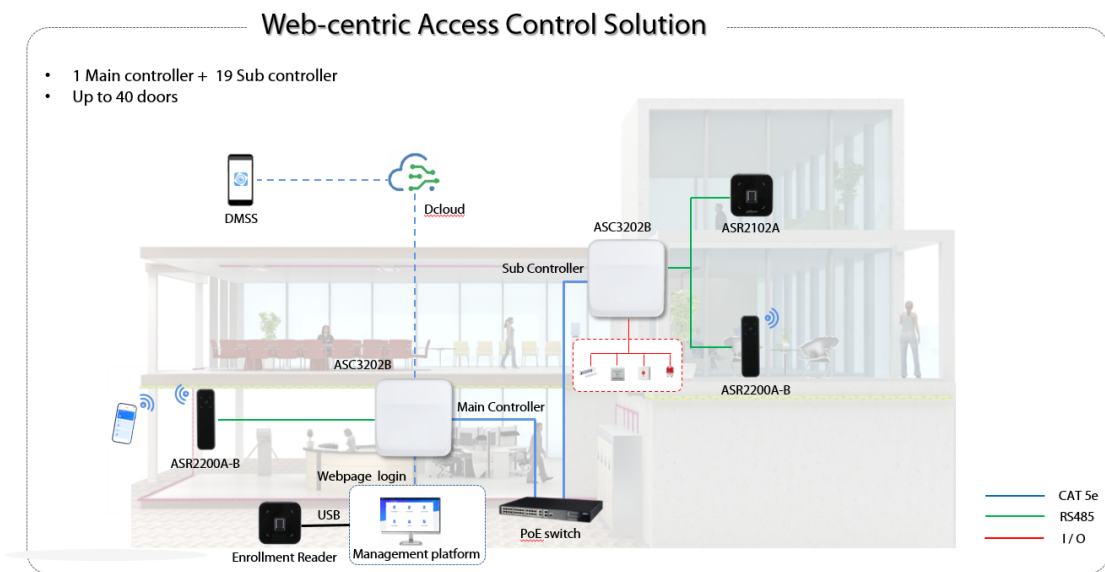 Web-centric Access Control Solution
• 1 Main controller + 19 Sub controller
• Up to 40 doors
DMSS
Dcloud
ASC3202B
ASR2102A
Sub Controller
ASC3202B
ASR2200A-B
Main Controller
ASR2200A-B
Webpage login
USB
PoE switch
Enrollment Reader
Management platform
CAT 5e
RS485
I / O